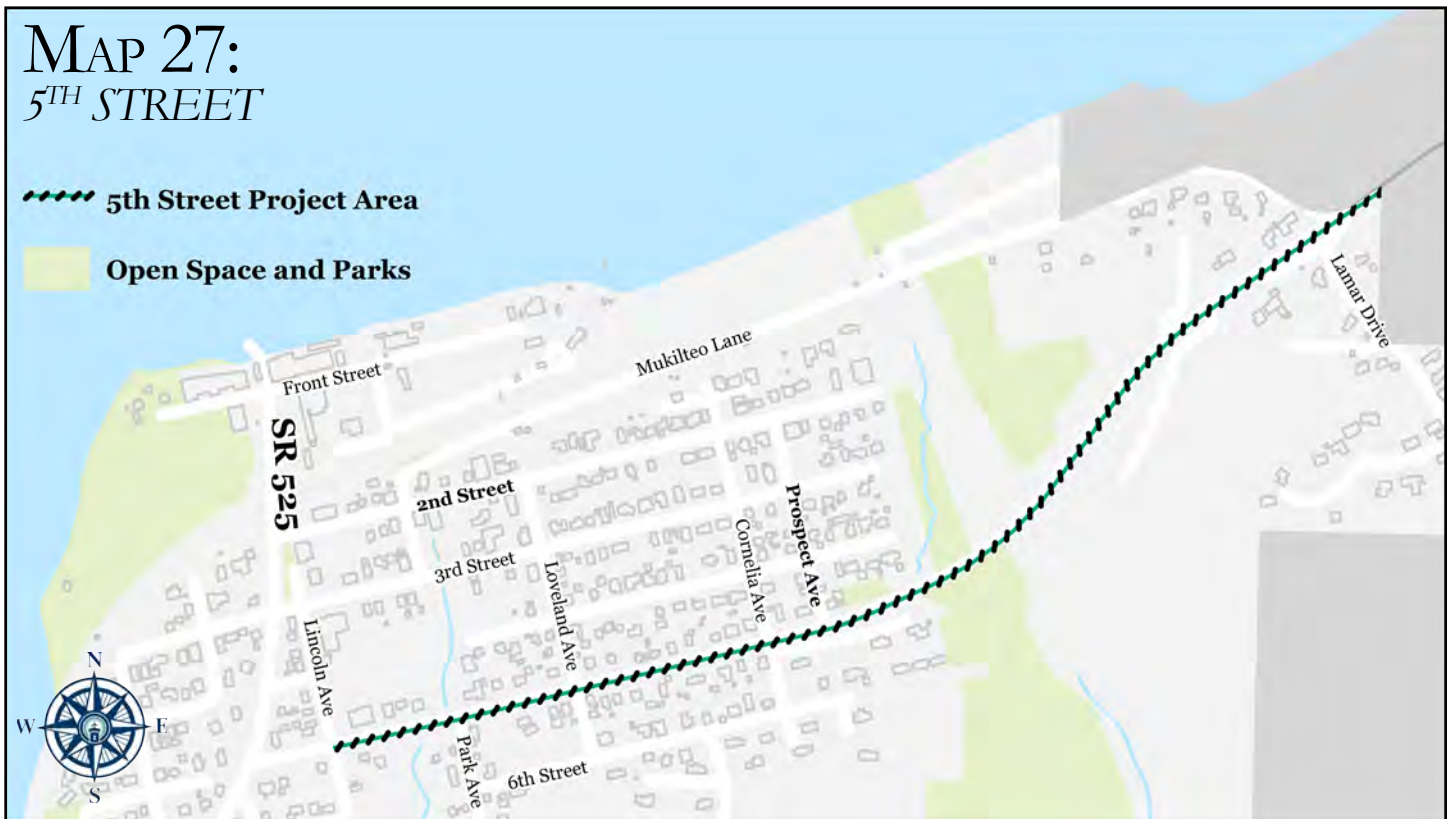 MAP 27:
5TH STREET
5th Street Project Area
Open Space and Parks
Lamar Drive
Mukilteo Lane
Front Street
SR 525
2nd Street
Prospect Ave
Cornelia Ave
3rd Street
Loveland Ave
Lincoln Ave
N
W
E
S
Park Ave
6th Street